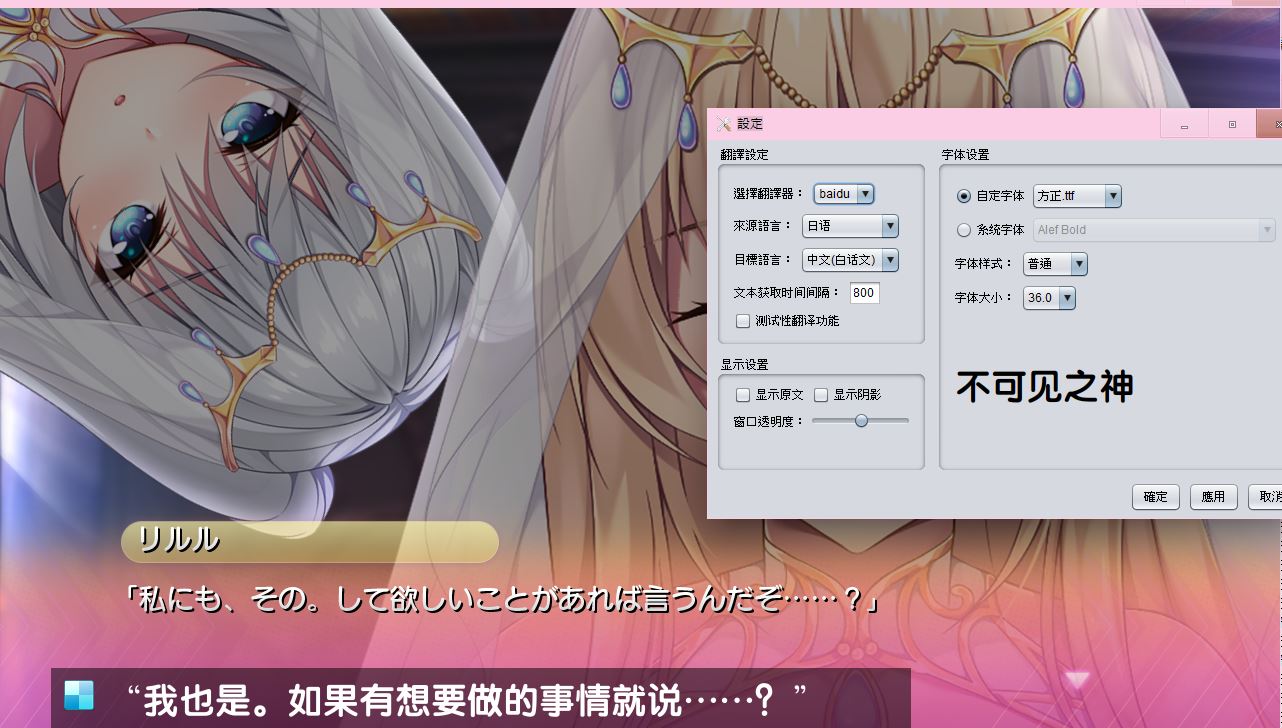 設定
翻譯設定
選擇翻譯器： baidu
來源語言： 日语
目標語言： 中文(白话文)
文本获取时间间隔： 800
测试性翻译功能
显示设置
显示原文 显示阴影
窗口透明度：
字体设置
自定字体 方正.ttf
系统字体 Alef Bold
字体样式： 普通
字体大小： 36.0
不可见之神
確定 應用 取消
リルル
「私にも、その。して欲しいことがあれば言うんだぞ……？」
“我也是。如果有想要做的事情就说……？”